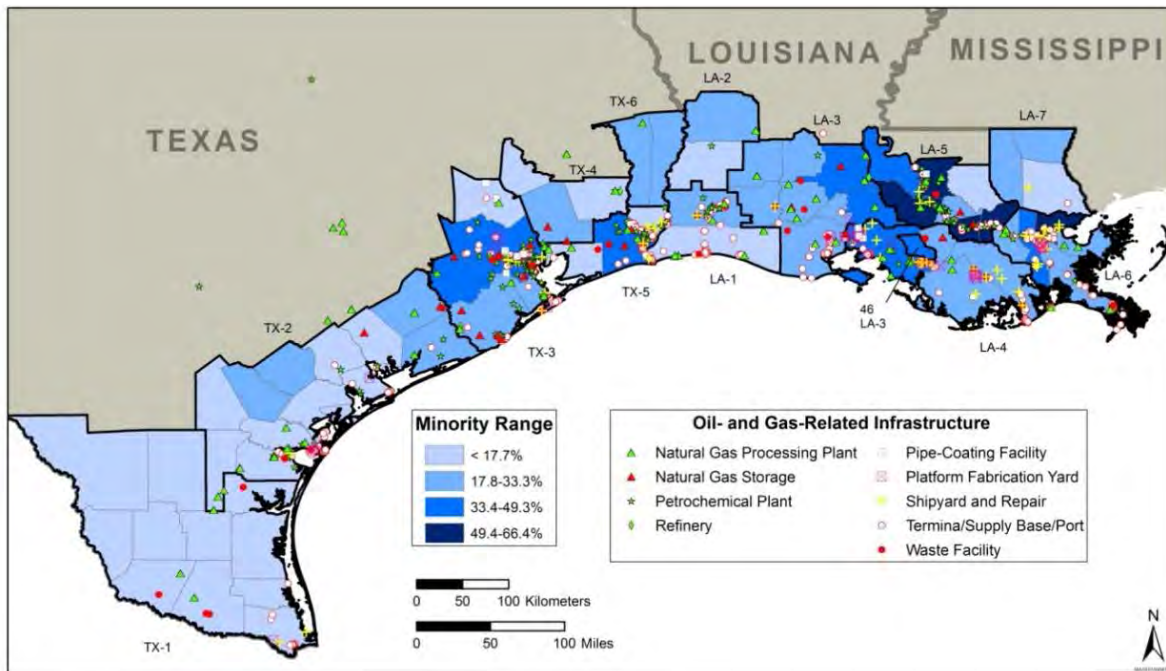 LOUISIANA
MISSISSIPPI
TEXAS
LA-2
TX-6
LA-3
LA-7
TX-4
LA-5
LA-1
TX-5
LA-6
46
LA-3
TX-2
TX-3
LA-4
TX-1
Minority Range
< 17.7%
17.8-33.3%
33.4-49.3%
49.4-66.4%
0 50 100 Kilometers
0 50 100 Miles
Oil- and Gas-Related Infrastructure
Natural Gas Processing Plant
Natural Gas Storage
Petrochemical Plant
Refinery
Pipe-Coating Facility
Platform Fabrication Yard
Shipyard and Repair
Termina/Supply Base/Port
Waste Facility
N